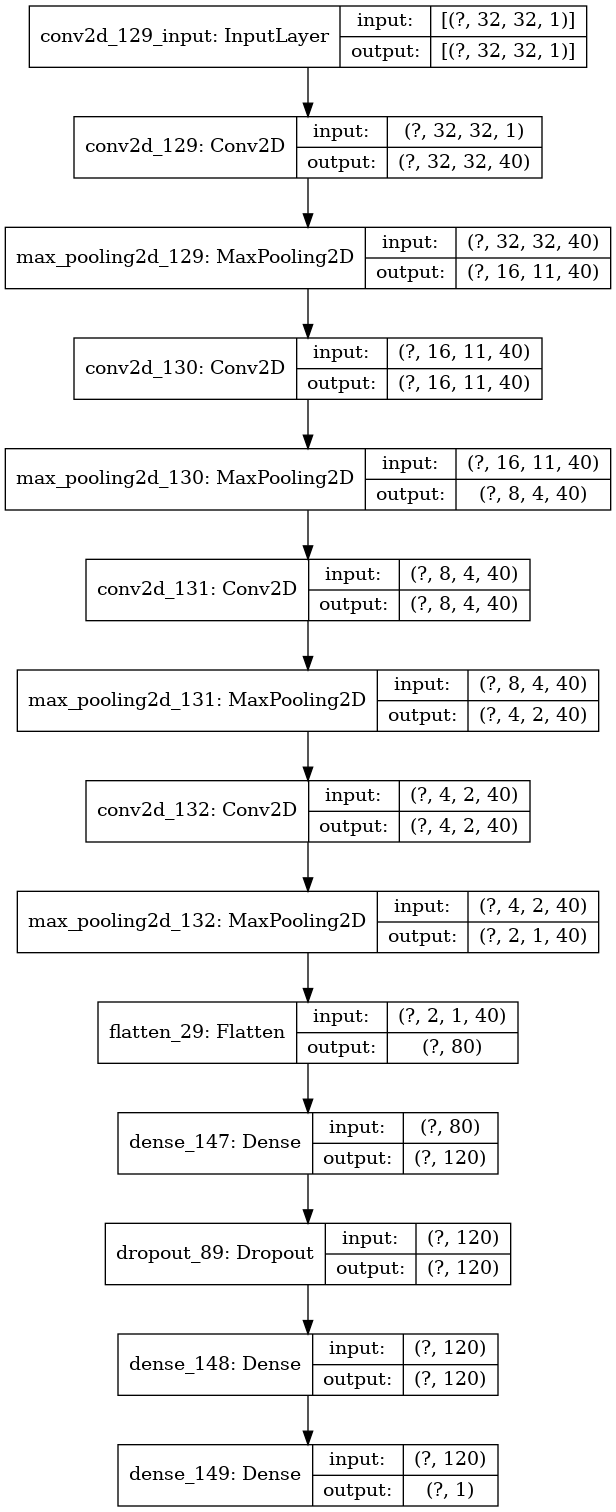 conv2d_129_input: InputLayer
input: [(?, 32, 32, 1)]
output: [(?, 32, 32, 1)]
conv2d_129: Conv2D
input: (?, 32, 32, 1)
output: (?, 32, 32, 40)
max_pooling2d_129: MaxPooling2D
input: (?, 32, 32, 40)
output: (?, 16, 11, 40)
conv2d_130: Conv2D
input: (?, 16, 11, 40)
output: (?, 16, 11, 40)
max_pooling2d_130: MaxPooling2D
input: (?, 16, 11, 40)
output: (?, 8, 4, 40)
conv2d_131: Conv2D
input: (?, 8, 4, 40)
output: (?, 8, 4, 40)
max_pooling2d_131: MaxPooling2D
input: (?, 8, 4, 40)
output: (?, 4, 2, 40)
conv2d_132: Conv2D
input: (?, 4, 2, 40)
output: (?, 4, 2, 40)
max_pooling2d_132: MaxPooling2D
input: (?, 4, 2, 40)
output: (?, 2, 1, 40)
flatten_29: Flatten
input: (?, 2, 1, 40)
output: (?, 80)
dense_147: Dense
input: (?, 80)
output: (?, 120)
dropout_89: Dropout
input: (?, 120)
output: (?, 120)
dense_148: Dense
input: (?, 120)
output: (?, 120)
dense_149: Dense
input: (?, 120)
output: (?, 1)